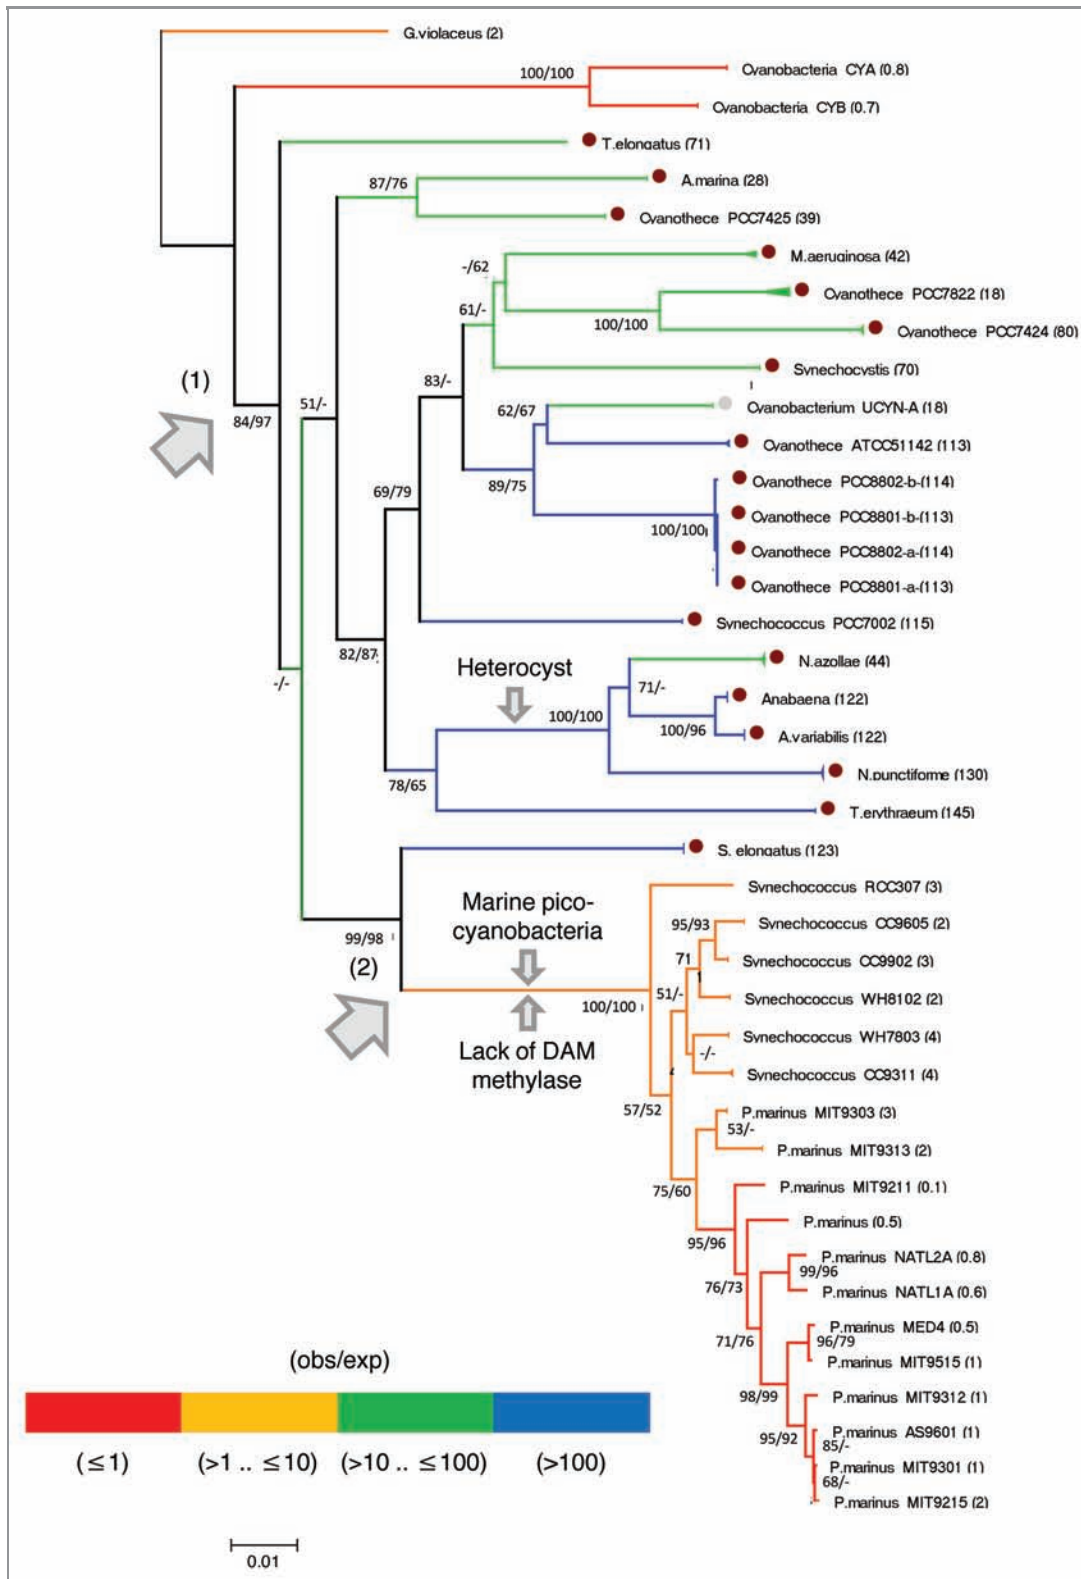 G.violaceus (2)
100/100
Cyanobacteria CYA (0.8)
Cyanobacteria CYB (0.7)
T.elongatus (71)
87/76
A.marina (28)
Cyanothece PCC7425 (39)
-/62
M.aeruginosa (42)
Cyanothece PCC7822 (18)
61/-
100/100
Cyanothece PCC7424 (80)
Synechocystis (70)
(1)
83/-
51/-
84/97
62/67
Cyanobacterium UCYN-A (18)
Cyanothece ATCC51142 (113)
69/79
89/75
Cyanothece PCC8802-b-(114)
Cyanothece PCC8801-b-(113)
100/100
Cyanothece PCC8802-a-(114)
Cyanothece PCC8801-a-(113)
Synechococcus PCC7002 (115)
82/87
-/-
Heterocyst
N.azollae (44)
71/-
Anabaena (122)
100/100
100/96
A.variabilis (122)
N.punctiforme (130)
78/65
T.erythraeum (145)
S. elongatus (123)
Marine pico-
cyanobacteria
Synechococcus RCC307 (3)
95/93
Synechococcus CC9605 (2)
99/98
(2)
71
Synechococcus CC9902 (3)
51/-
Synechococcus WH8102 (2)
100/100
Lack of DAM
methylase
Synechococcus WH7803 (4)
-/-
Synechococcus CC9311 (4)
57/52
P.marinus MIT9303 (3)
53/-
P.marinus MIT9313 (2)
75/60
P.marinus MIT9211 (0.1)
P.marinus (0.5)
95/96
P.marinus NATL2A (0.8)
99/96
76/73
P.marinus NATL1A (0.6)
P.marinus MED4 (0.5)
96/79
71/76
P.marinus MIT9515 (1)
98/99
P.marinus MIT9312 (1)
P.marinus AS9601 (1)
95/92
85/-
P.marinus MIT9301 (1)
68/-
P.marinus MIT9215 (2)
(obs/exp)
(≤1) (>1 .. ≤10) (>10 .. ≤100) (>100)
0.01